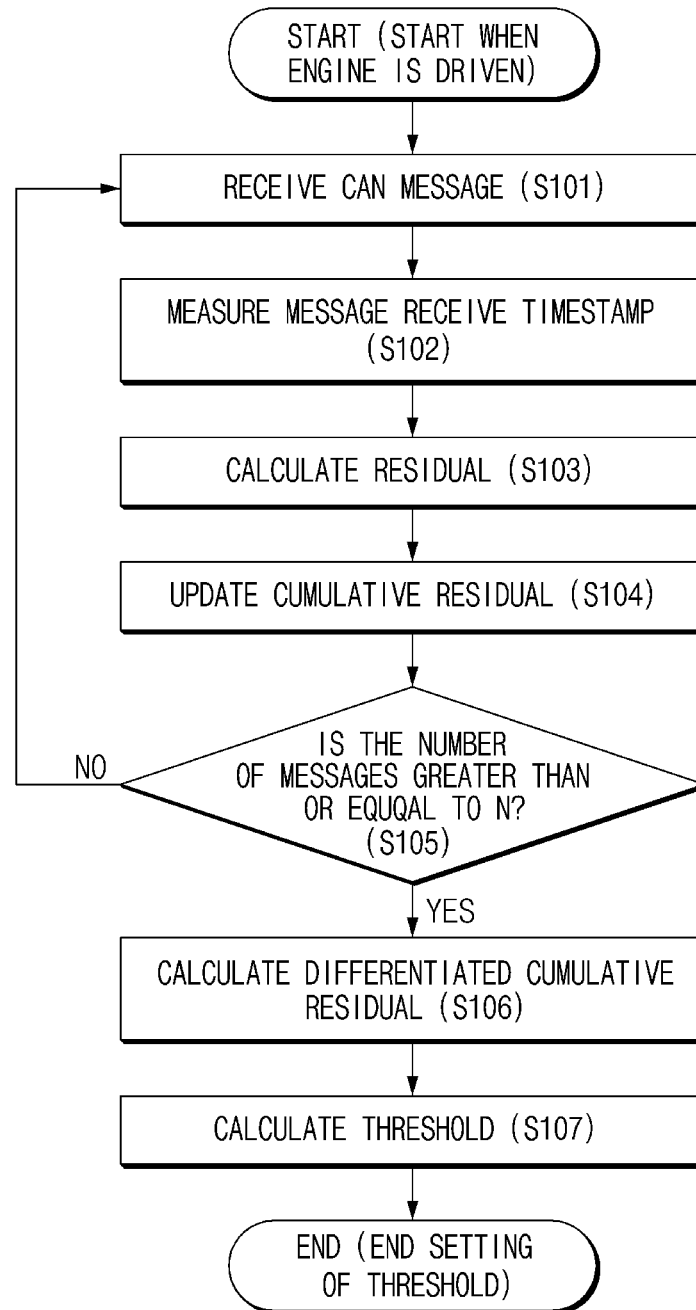 START (START WHEN
ENGINE IS DRIVEN)
RECEIVE CAN MESSAGE (S101)
MEASURE MESSAGE RECEIVE TIMESTAMP
(S102)
CALCULATE RESIDUAL (S103)
UPDATE CUMULATIVE RESIDUAL (S104)
IS THE NUMBER
OF MESSAGES GREATER THAN
OR EQUQAL TO N?
(S105)
NO
YES
CALCULATE DIFFERENTIATED CUMULATIVE
RESIDUAL (S106)
CALCULATE THRESHOLD (S107)
END (END SETTING
OF THRESHOLD)